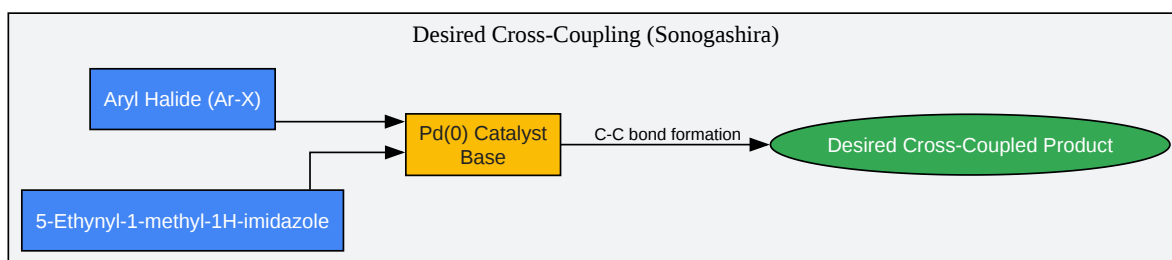 Desired Cross-Coupling (Sonogashira)
Aryl Halide (Ar-X)
Pd(0) Catalyst
Base
C-C bond formation
Desired Cross-Coupled Product
5-Ethynyl-1-methyl-1H-imidazole